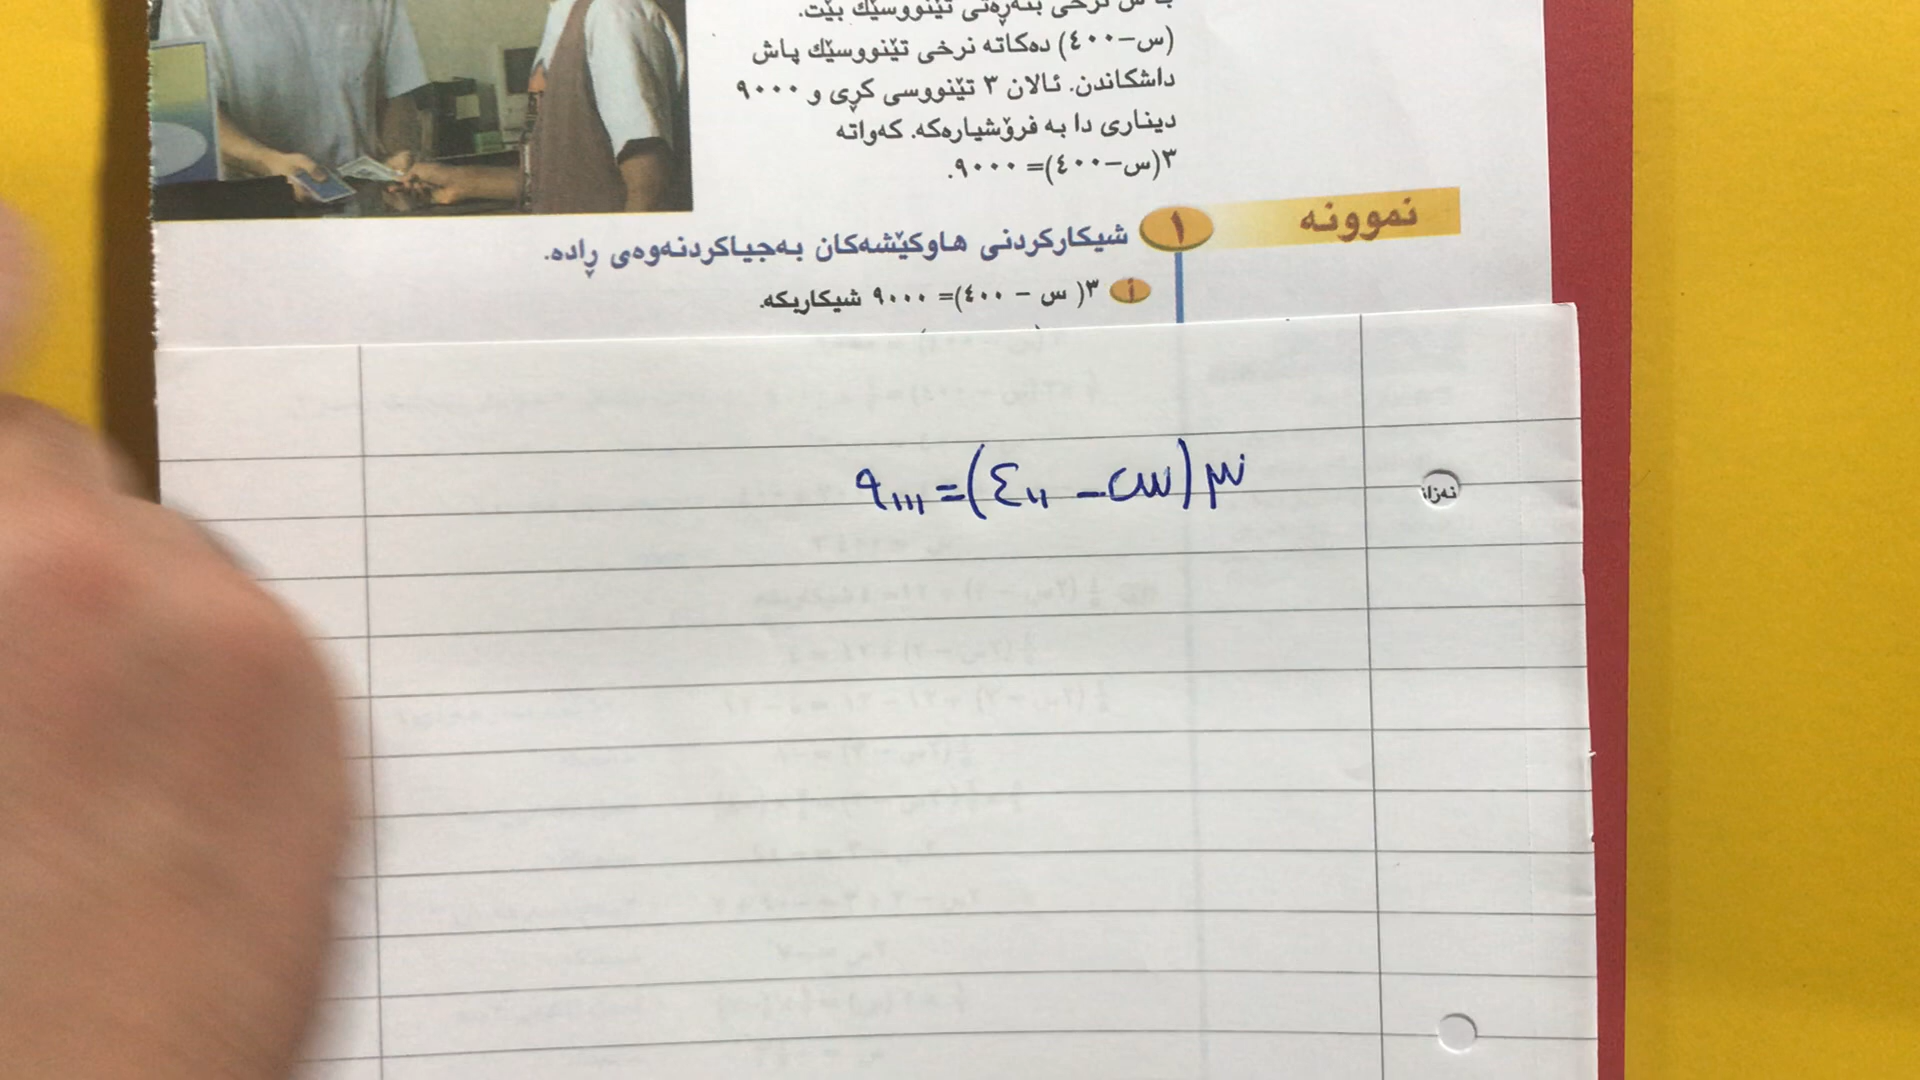 (س−٤٠٠) دەکاتە نرخی تێنووسێك پاش
داشکاندن. ئالان ٣ تێنووسی کڕی و ٩٠٠٠
دیناری دا بە فرۆشیارەکە. کەواتە
٣(س−٤٠٠)= ٩٠٠٠.
نموونە ١ شیکارکردنی هاوکێشەکان بەجیاکردنەوەی ڕادە.
أ ٣( س − ٤٠٠)= ٩٠٠٠ شیکاریکە.
٣(س − ٤٠٠)= ٩٠٠٠